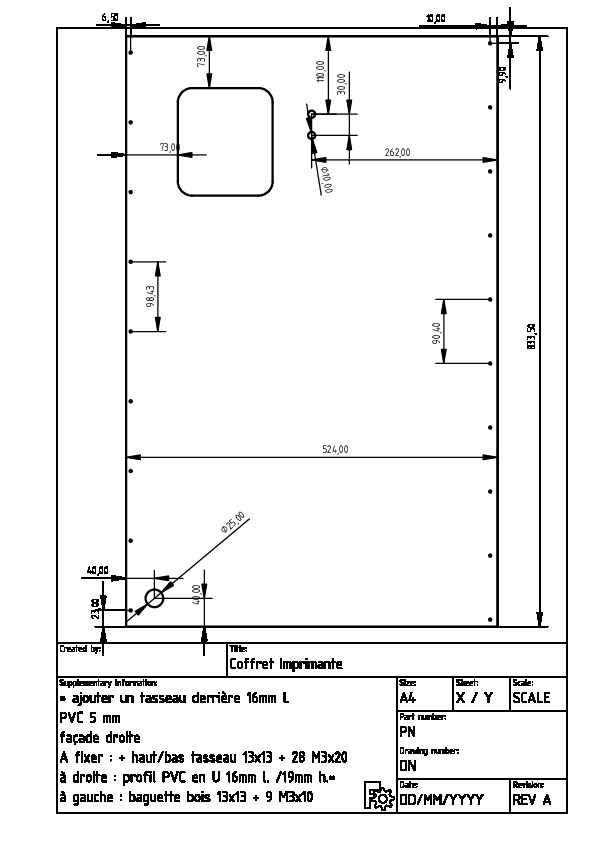 6,50
10,00
73,00
110,00
30,00
9,90
73,00
262,00
Φ10,00
98,43
90,40
833,50
524,00
Φ25,00
40,00
40,00
23,00
Created by:
Title:
Coffret Imprimante
Supplementary information:
Size:
Sheet:
Scale:
* ajouter un tasseau derrière 16mm l.
A4
X / Y
SCALE
PVC 5 mm
Part number:
PN
façade droite
Drawing number:
A fixer : + haut/bas tasseau 13x13 + 28 M3x20
DN
à droite : profil PVC en U 16mm l. /19mm h.*
Date:
Revision:
à gauche : baguette bois 13x13 + 9 M3x10
DD/MM/YYYY
REV A